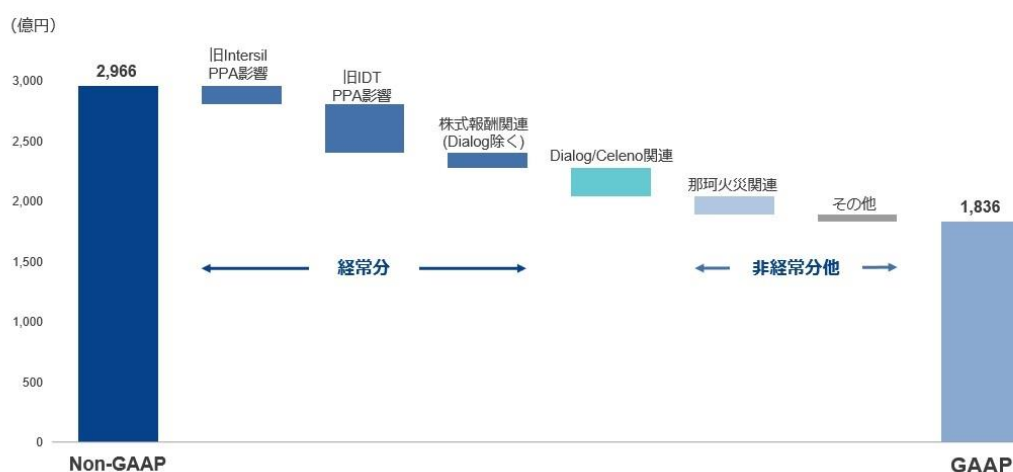 (億円)
2,966
旧Intersil
PPA影響
旧IDT
PPA影響
株式報酬関連
(Dialog除く)
Dialog/Celeno関連
那珂火災関連
その他
1,836
3,000
2,500
2,000
1,500
1,000
500
0
経常分
非経常分他
Non-GAAP
GAAP